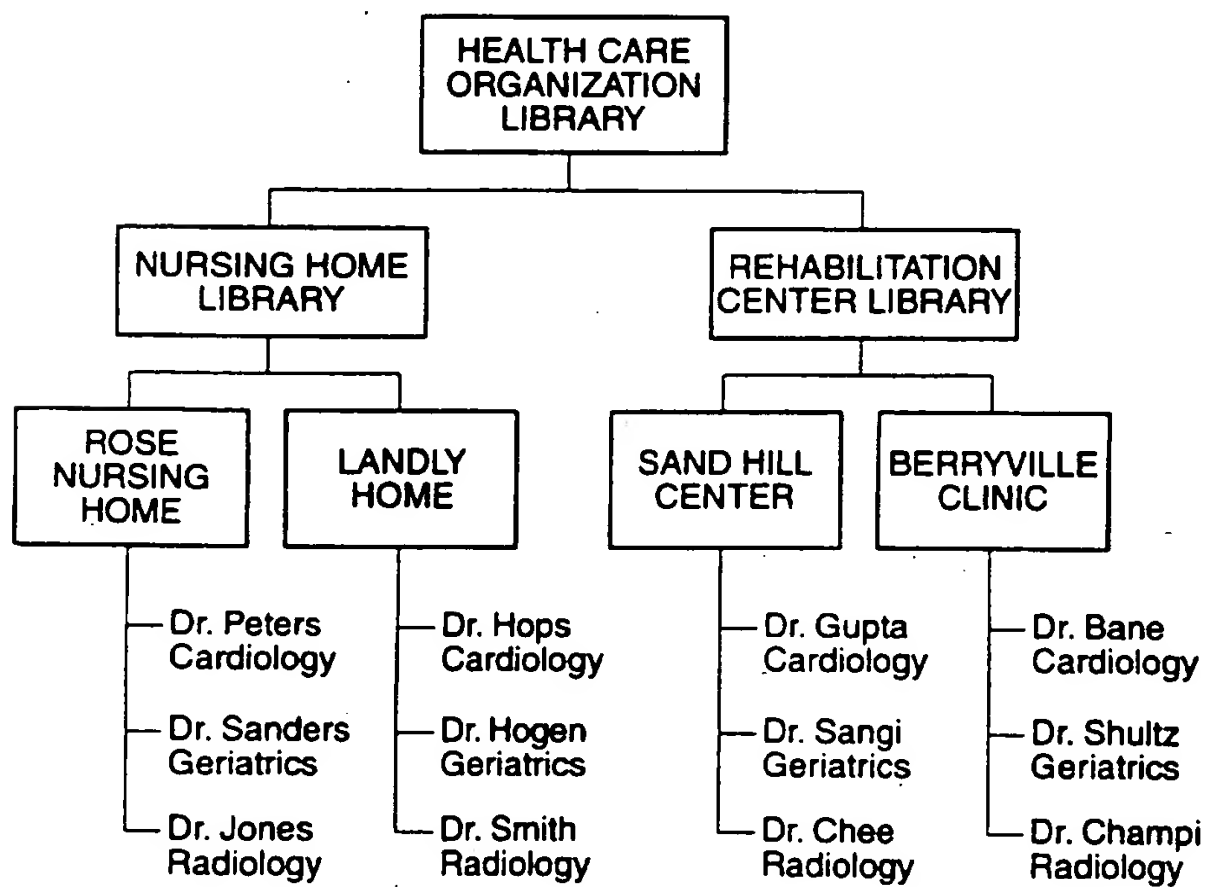 HEALTH CARE
ORGANIZATION
LIBRARY
NURSING HOME
LIBRARY
REHABILITATION
CENTER LIBRARY
ROSE
NURSING
HOME
LANDLY
HOME
SAND HILL
CENTER
BERRYVILLE
CLINIC
Dr. Peters
Cardiology
Dr. Sanders
Geriatrics
Dr. Jones
Radiology
Dr. Hops
Cardiology
Dr. Hogen
Geriatrics
Dr. Smith
Radiology
Dr. Gupta
Cardiology
Dr. Sangi
Geriatrics
Dr. Chee
Radiology
Dr. Bane
Cardiology
Dr. Shultz
Geriatrics
Dr. Champi
Radiology